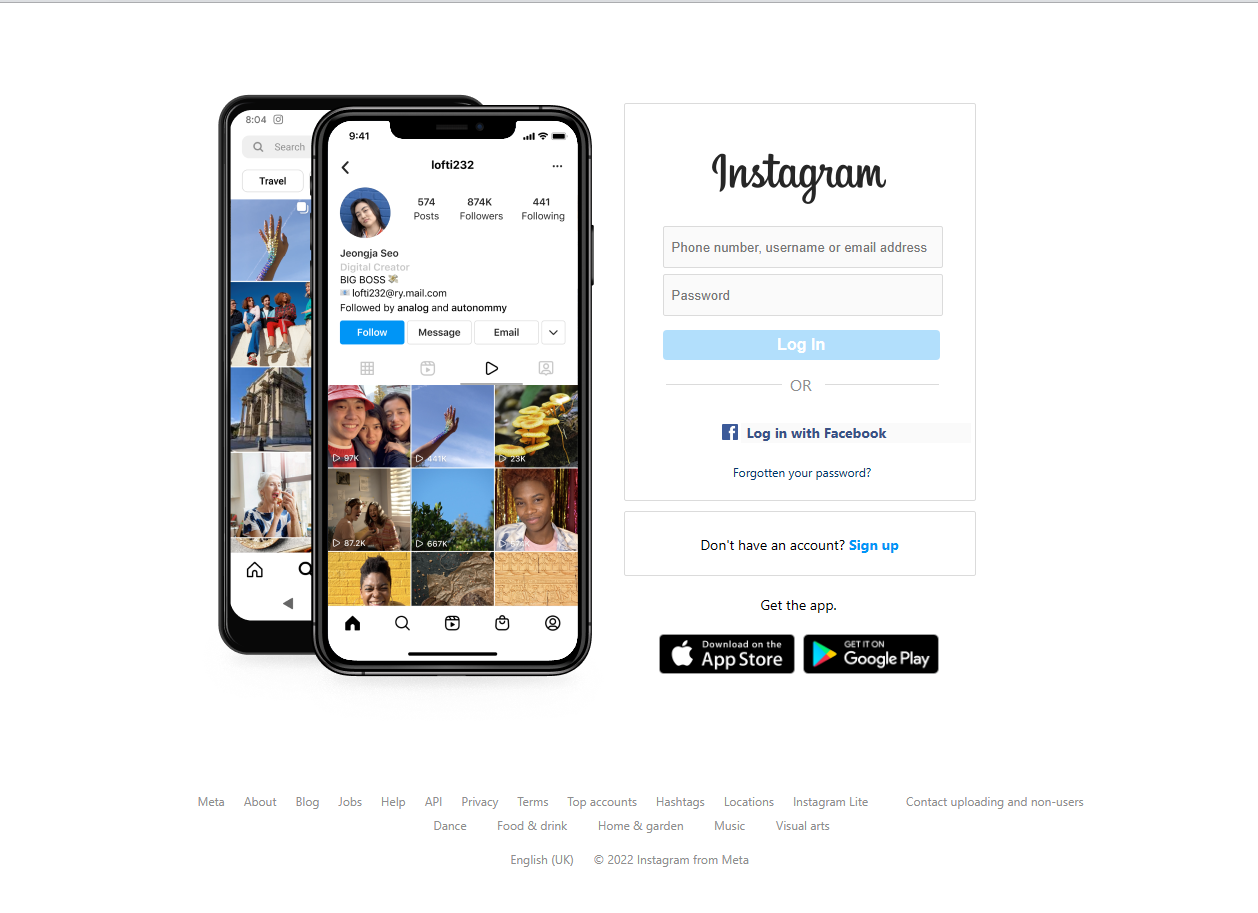 8:04
Search
Travel
9:41
lofti232
574 874K 441
Posts Followers Following
Jeongja Seo
Digital Creator
BIG BOSS
lofti232@ry.mail.com
Followed by analog and autonommy
Follow Message Email
97K 441K 23K
87.2K 667K
Instagram
Phone number, username or email address
Password
Log In
OR
Log in with Facebook
Forgotten your password?
Don't have an account? Sign up
Get the app.
Download on the
App Store
GET IT ON
Google Play
Meta About Blog Jobs Help API Privacy Terms Top accounts Hashtags Locations Instagram Lite Contact uploading and non-users
Dance Food & drink Home & garden Music Visual arts
English (UK) © 2022 Instagram from Meta